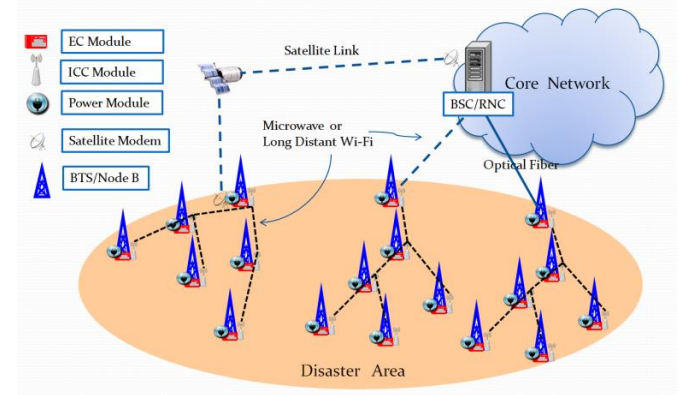 EC Module
ICC Module
Power Module
Satellite Modem
BTS/Node B
Satellite Link
Core Network
BSC/RNC
Microwave or
Long Distant Wi-Fi
Optical Fiber
Disaster Area